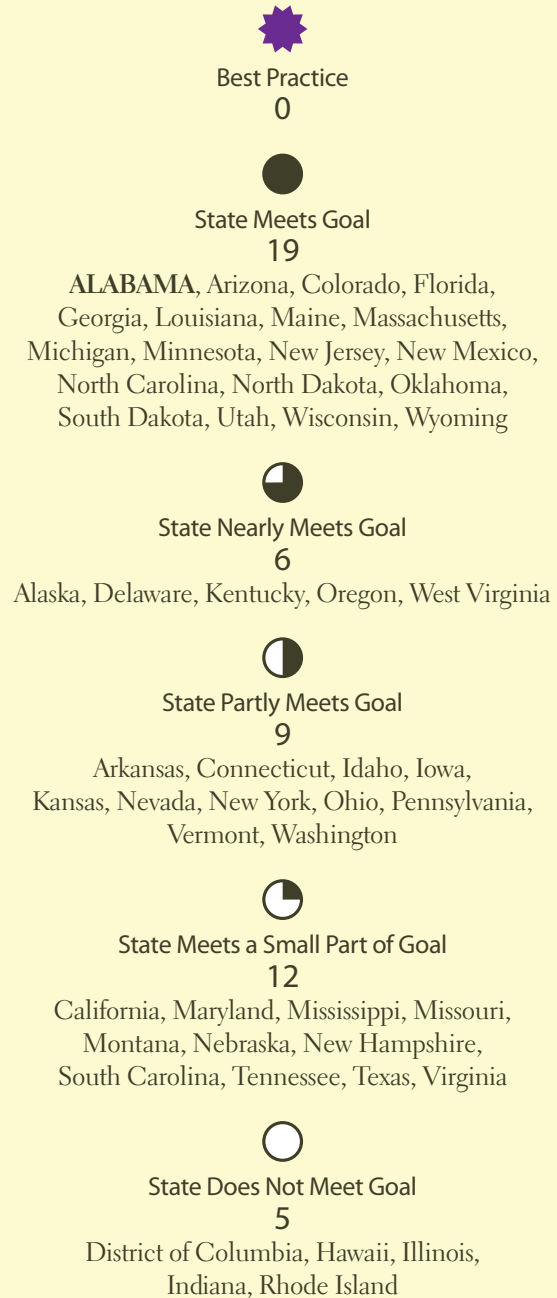 Best Practice
0
State Meets Goal
19
ALABAMA, Arizona, Colorado, Florida,
Georgia, Louisiana, Maine, Massachusetts,
Michigan, Minnesota, New Jersey, New Mexico,
North Carolina, North Dakota, Oklahoma,
South Dakota, Utah, Wisconsin, Wyoming
State Nearly Meets Goal
6
Alaska, Delaware, Kentucky, Oregon, West Virginia
State Partly Meets Goal
9
Arkansas, Connecticut, Idaho, Iowa,
Kansas, Nevada, New York, Ohio, Pennsylvania,
Vermont, Washington
State Meets a Small Part of Goal
12
California, Maryland, Mississippi, Missouri,
Montana, Nebraska, New Hampshire,
South Carolina, Tennessee, Texas, Virginia
State Does Not Meet Goal
5
District of Columbia, Hawaii, Illinois,
Indiana, Rhode Island